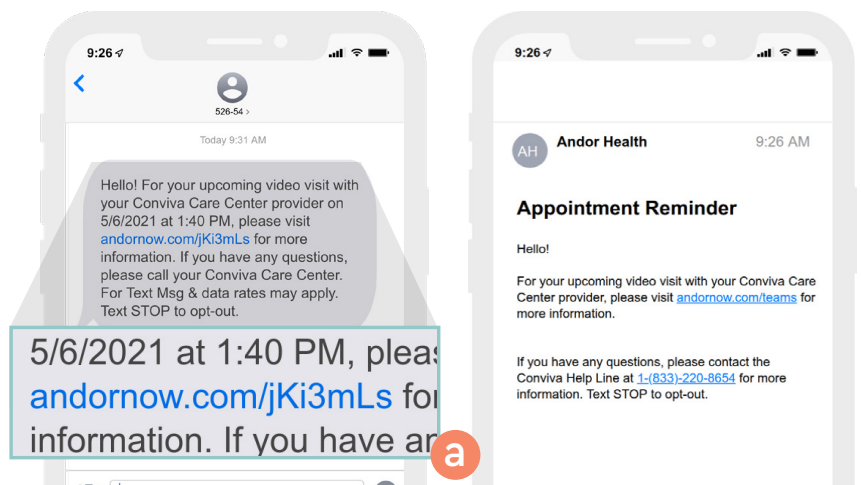 9:26
526-54 >
Today 9:31 AM
Hello! For your upcoming video visit with
your Conviva Care Center provider on
5/6/2021 at 1:40 PM, please visit
andornow.com/jKi3mLs for more
information. If you have any questions,
please call your Conviva Care Center.
For Text Msg & data rates may apply.
Text STOP to opt-out.
5/6/2021 at 1:40 PM, pleas
andornow.com/jKi3mLs for
information. If you have an
a
9:26
AH
Andor Health
9:26 AM
Appointment Reminder
Hello!
For your upcoming video visit with your Conviva Care
Center provider, please visit andornow.com/teams for
more information.
If you have any questions, please contact the
Conviva Help Line at 1-(833)-220-8654 for more
information. Text STOP to opt-out.